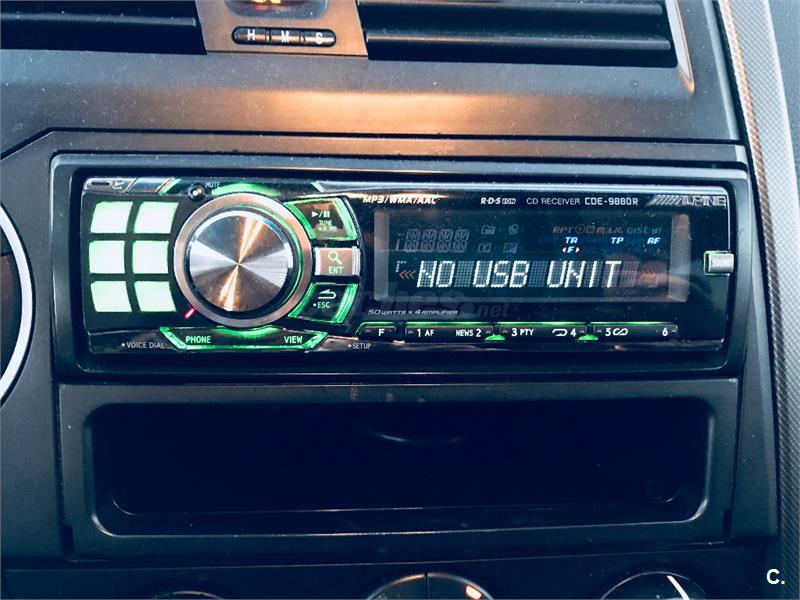 H M S
MUTE
MP3/WMA/AAC
R·D·S EON
CD RECEIVER CDE-9880R
ALPINE
TUNE
ENT
ESC
RPT M.I.X. DISC
TA TP AF
F
NO USB UNIT
50 WATTS × 4 AMPLIFIER
F 1 AF NEWS 2 3 PTY 4 5 6
VOICE DIAL PHONE VIEW SETUP
C.